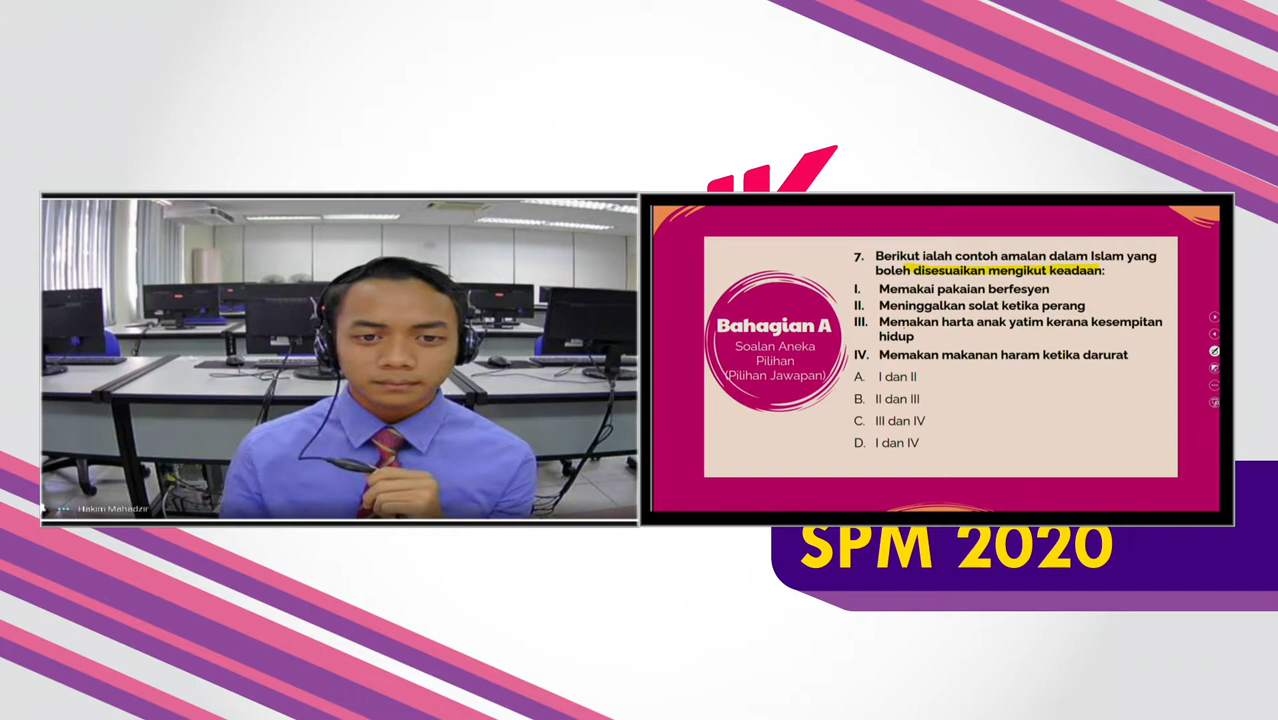 Hakim Mahadzir
Bahagian A
Soalan Aneka
Pilihan
(Pilihan Jawapan)
7. Berikut ialah contoh amalan dalam Islam yang
boleh disesuaikan mengikut keadaan:
I. Memakai pakaian berfesyen
II. Meninggalkan solat ketika perang
III. Memakan harta anak yatim kerana kesempitan
hidup
IV. Memakan makanan haram ketika darurat
A. I dan II
B. II dan III
C. III dan IV
D. I dan IV
SPM 2020